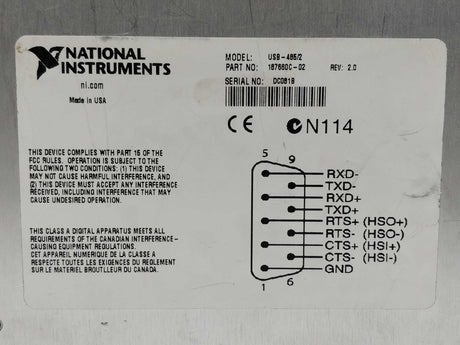 NATIONAL
INSTRUMENTS
ni.com
Made in USA
MODEL: USB-485/2
PART NO: 187660C-02 REV: 2.0
SERIAL NO: DC081B
CE N114
THIS DEVICE COMPLIES WITH PART 15 OF THE
FCC RULES. OPERATION IS SUBJECT TO THE
FOLLOWING TWO CONDITIONS: (1) THIS DEVICE
MAY NOT CAUSE HARMFUL INTERFERENCE, AND
(2) THIS DEVICE MUST ACCEPT ANY INTERFERENCE
RECEIVED, INCLUDING INTERFERENCE THAT MAY
CAUSE UNDESIRED OPERATION.
THIS CLASS A DIGITAL APPARATUS MEETS ALL
REQUIREMENTS OF THE CANADIAN INTERFERENCE-
CAUSING EQUIPMENT REGULATIONS.
CET APPAREIL NUMERIQUE DE LA CLASSE A
RESPECTE TOUTES LES EXIGENCES DU REGLEMENT
SUR LE MATERIEL BROUILLEUR DU CANADA.
5 9
RXD-
TXD-
RXD+
TXD+
RTS+ (HSO+)
RTS- (HSO-)
CTS+ (HSI+)
CTS- (HSI-)
GND
1 6